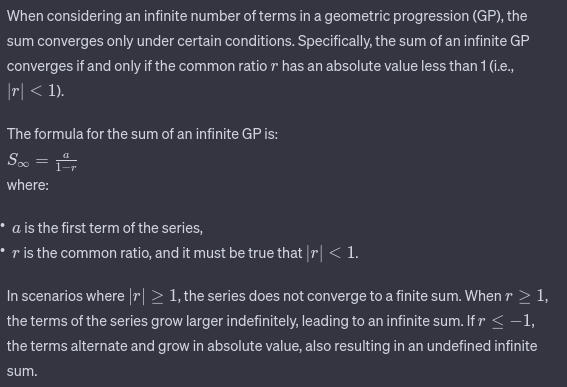 When considering an infinite number of terms in a geometric progression (GP), the
sum converges only under certain conditions. Specifically, the sum of an infinite GP
converges if and only if the common ratio r has an absolute value less than 1 (i.e.,
|r| < 1).
The formula for the sum of an infinite GP is:
S∞ = a/(1−r)
where:
• a is the first term of the series,
• r is the common ratio, and it must be true that |r| < 1.
In scenarios where |r| ≥ 1, the series does not converge to a finite sum. When r ≥ 1,
the terms of the series grow larger indefinitely, leading to an infinite sum. If r ≤ −1,
the terms alternate and grow in absolute value, also resulting in an undefined infinite
sum.